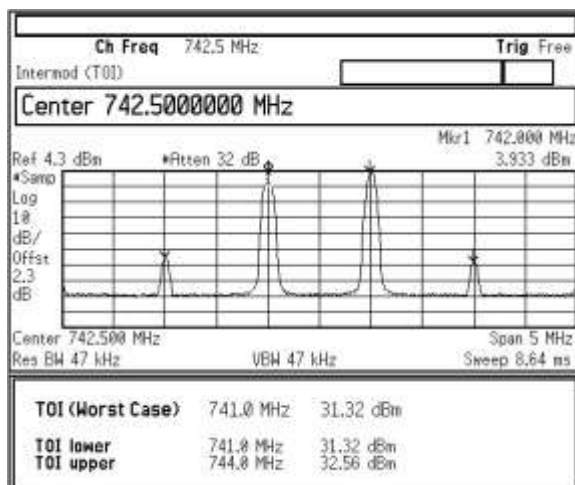 Ch Freq 742.5 MHz Trig Free
Intermod (TOI)
Center 742.5000000 MHz
Mkr1 742.000 MHz
Ref 4.3 dBm #Atten 32 dB 3.933 dBm
#Samp
Log
10
dB/
Offst
2.3
dB
Center 742.500 MHz Span 5 MHz
Res BW 47 kHz VBW 47 kHz Sweep 8.64 ms
TOI (Worst Case) 741.0 MHz 31.32 dBm
TOI lower 741.0 MHz 31.32 dBm
TOI upper 744.0 MHz 32.56 dBm